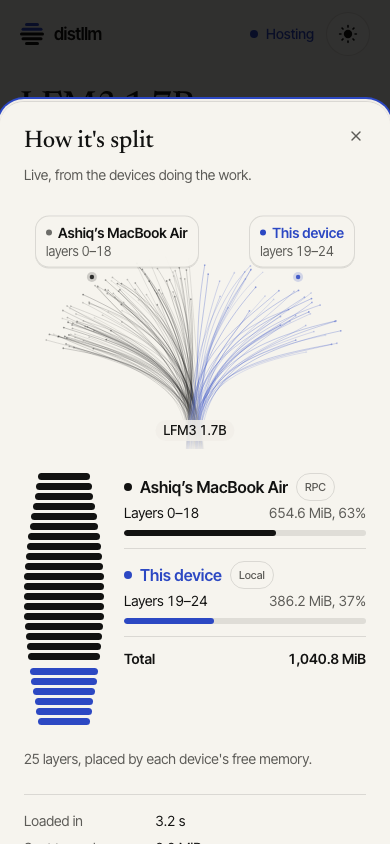 distllm
Hosting
LFM3 1.7B
How it's split
Live, from the devices doing the work.
Ashiq's MacBook Air
layers 0–18
This device
layers 19–24
LFM3 1.7B
Ashiq's MacBook Air
RPC
Layers 0–18
654.6 MiB, 63%
This device
Local
Layers 19–24
386.2 MiB, 37%
Total
1,040.8 MiB
25 layers, placed by each device's free memory.
Loaded in
3.2 s